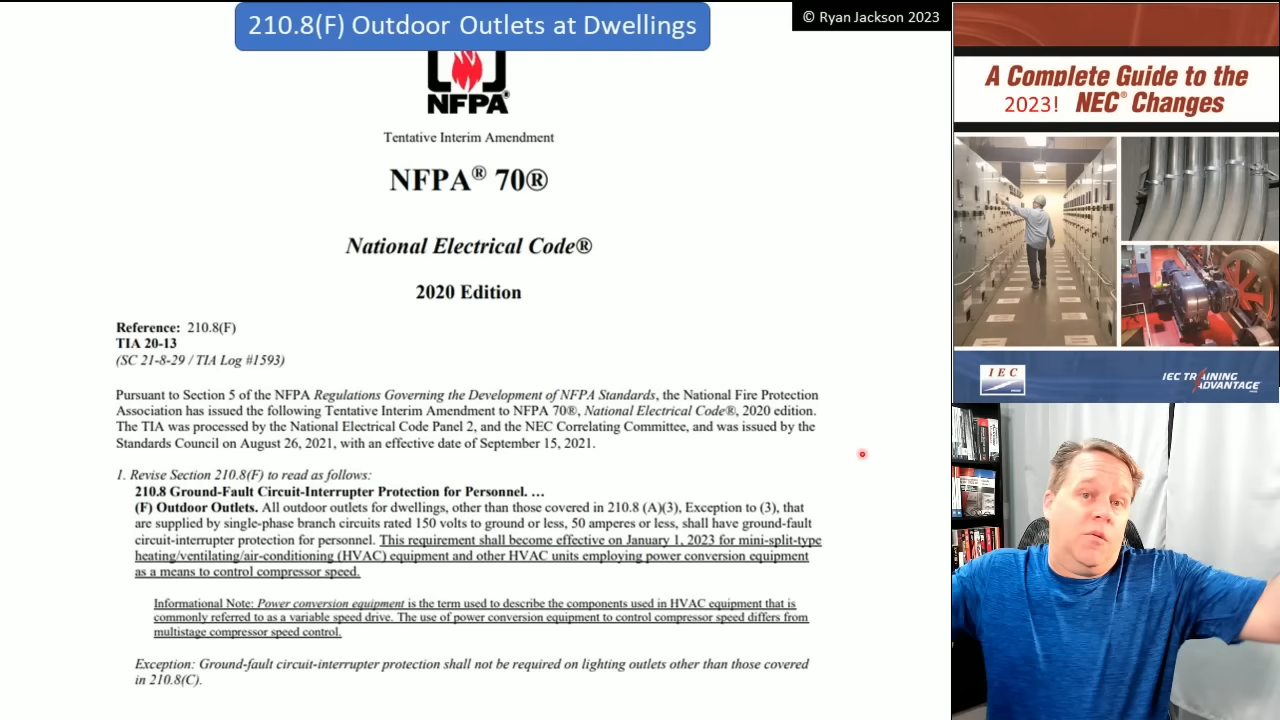 210.8(F) Outdoor Outlets at Dwellings
© Ryan Jackson 2023
NFPA®
Tentative Interim Amendment
NFPA® 70®
National Electrical Code®
2020 Edition
Reference: 210.8(F)
TIA 20-13
(SC 21-8-29 / TIA Log #1593)
Pursuant to Section 5 of the NFPA Regulations Governing the Development of NFPA Standards, the National Fire Protection
Association has issued the following Tentative Interim Amendment to NFPA 70®, National Electrical Code®, 2020 edition.
The TIA was processed by the National Electrical Code Panel 2, and the NEC Correlating Committee, and was issued by the
Standards Council on August 26, 2021, with an effective date of September 15, 2021.
1. Revise Section 210.8(F) to read as follows:
210.8 Ground-Fault Circuit-Interrupter Protection for Personnel. …
(F) Outdoor Outlets. All outdoor outlets for dwellings, other than those covered in 210.8 (A)(3), Exception to (3), that
are supplied by single-phase branch circuits rated 150 volts to ground or less, 50 amperes or less, shall have ground-fault
circuit-interrupter protection for personnel. This requirement shall become effective on January 1, 2023 for mini-split-type
heating/ventilating/air-conditioning (HVAC) equipment and other HVAC units employing power conversion equipment
as a means to control compressor speed.
Informational Note: Power conversion equipment is the term used to describe the components used in HVAC equipment that is
commonly referred to as a variable speed drive. The use of power conversion equipment to control compressor speed differs from
multistage compressor speed control.
Exception: Ground-fault circuit-interrupter protection shall not be required on lighting outlets other than those covered
in 210.8(C).
A Complete Guide to the
2023! NEC® Changes
IEC
IEC TRAINING
ADVANTAGE